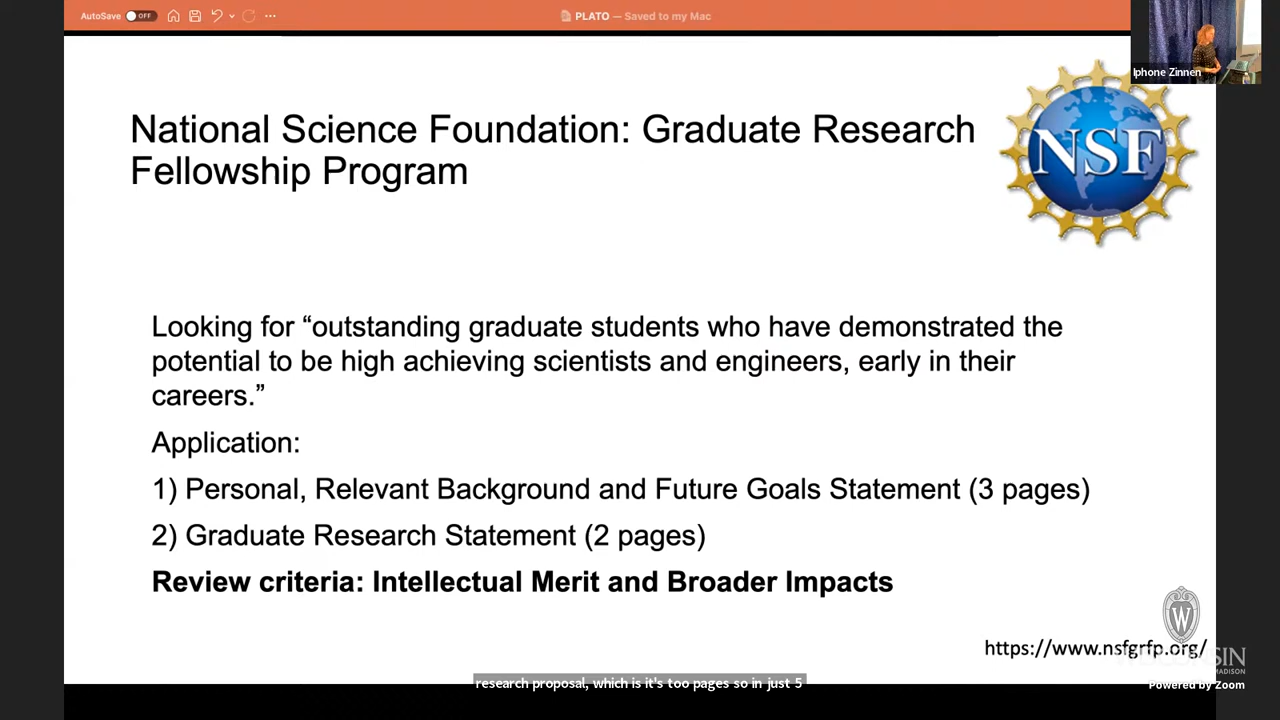 AutoSave OFF
PLATO — Saved to my Mac
Iphone Zinnen
National Science Foundation: Graduate Research
Fellowship Program
NSF
Looking for “outstanding graduate students who have demonstrated the
potential to be high achieving scientists and engineers, early in their
careers.”
Application:
1) Personal, Relevant Background and Future Goals Statement (3 pages)
2) Graduate Research Statement (2 pages)
Review criteria: Intellectual Merit and Broader Impacts
W
https://www.nsfgrfp.org/
WISCONSIN
MADISON
research proposal, which is it's too pages so in just 5
Powered by Zoom